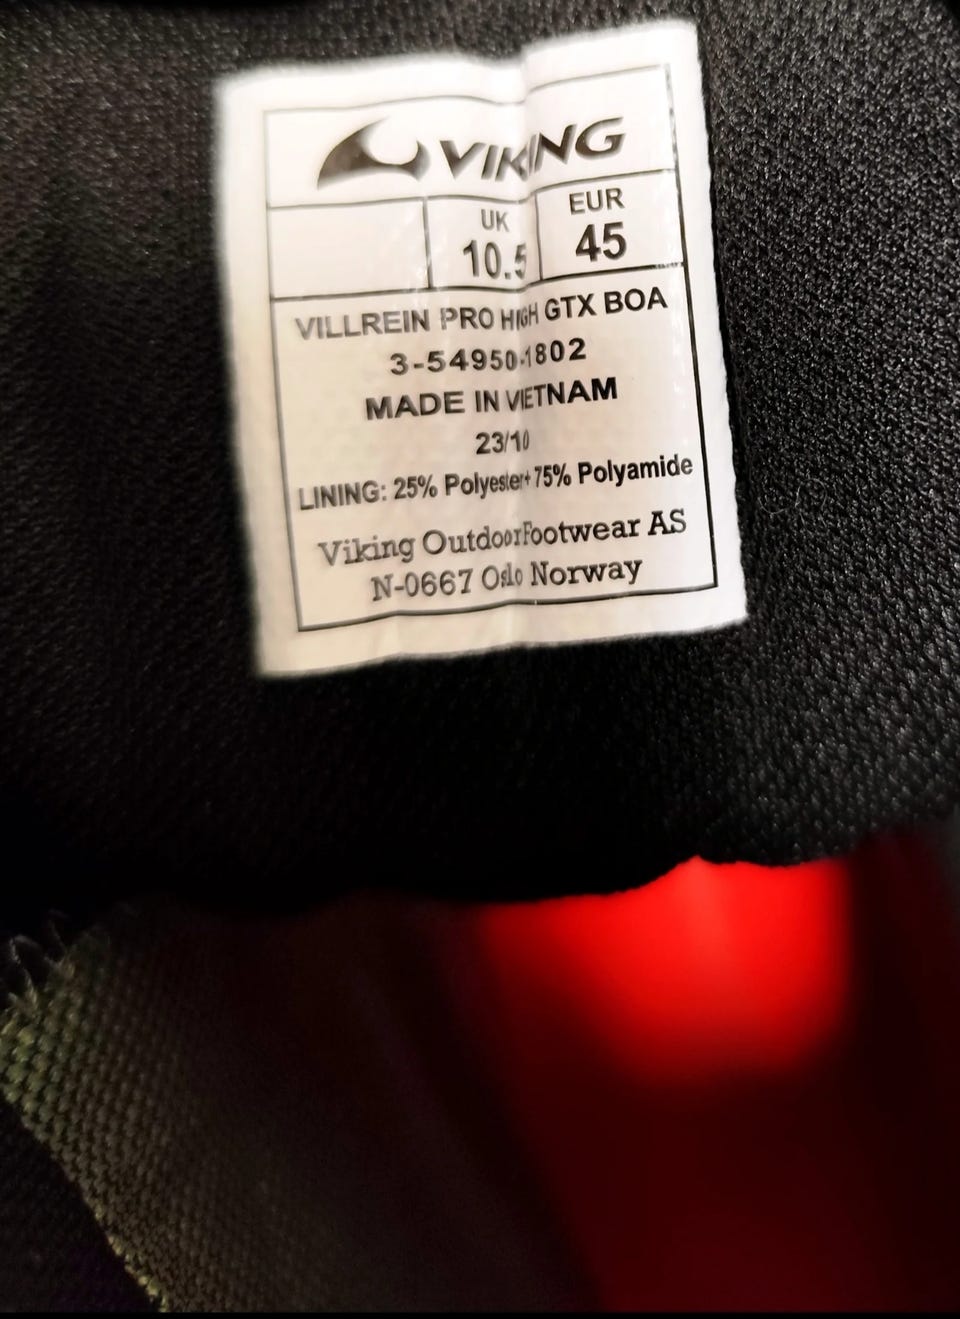 VIKING
UK EUR
10.5 45
VILLREIN PRO HIGH GTX BOA
3-54950-1802
MADE IN VIETNAM
23/10
LINING: 25% Polyester+75% Polyamide
Viking OutdoorFootwear AS
N-0667 Oslo Norway